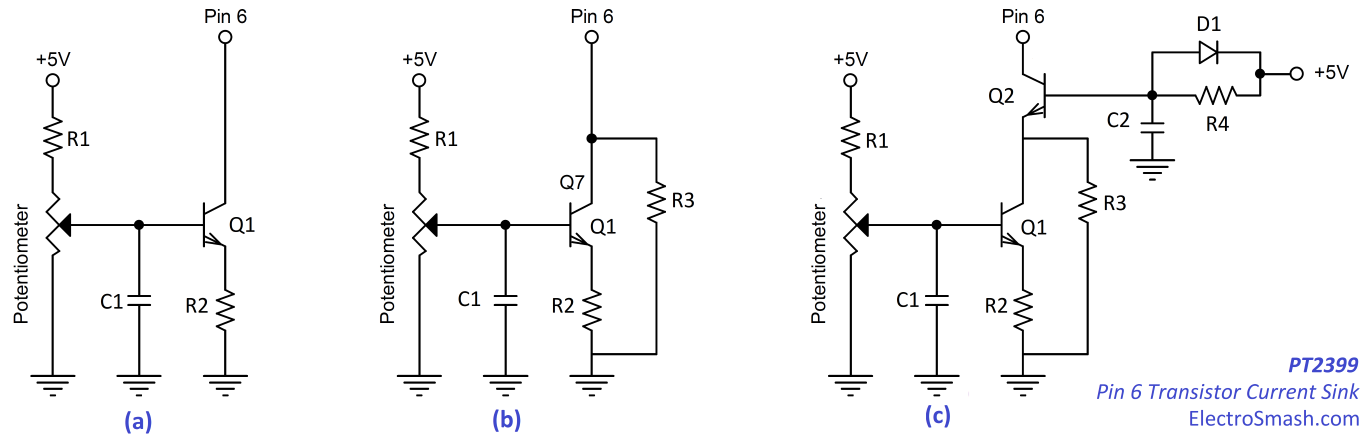 Pin 6
+5V
R1
Potentiometer
Q1
C1
R2
(a)
Pin 6
+5V
R1
Potentiometer
Q7
Q1
R3
C1
R2
(b)
Pin 6
D1
+5V
+5V
Q2
C2
R4
R1
Potentiometer
R3
Q1
C1
R2
(c)
PT2399
Pin 6 Transistor Current Sink
ElectroSmash.com